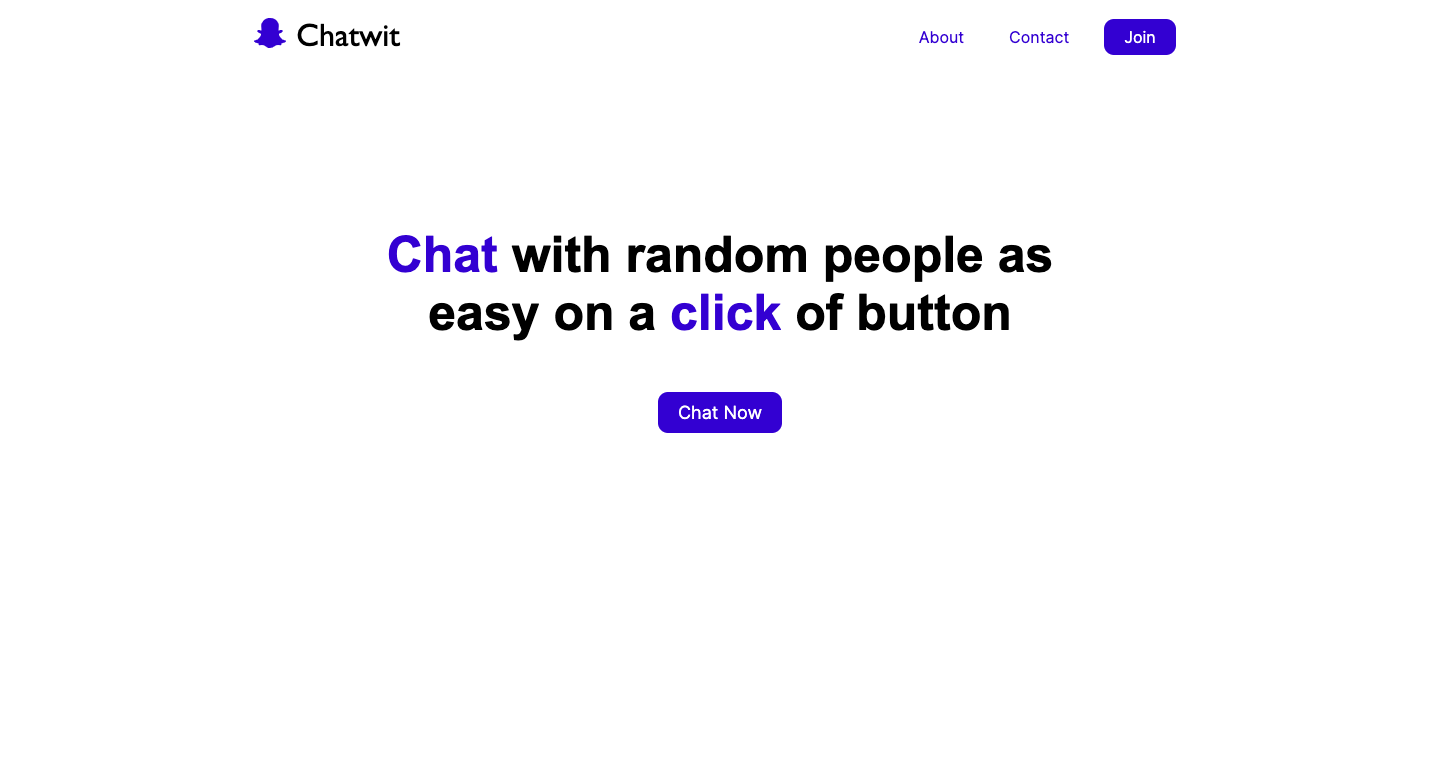 Chatwit
About
Contact
Join
Chat with random people as
easy on a click of button
Chat Now